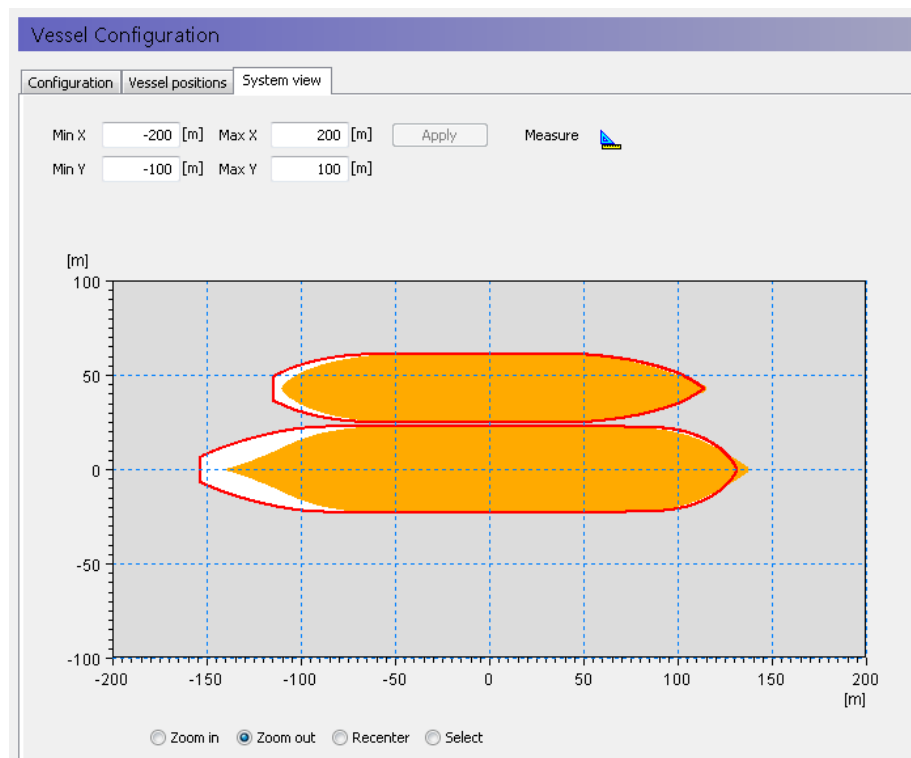 Vessel Configuration
Configuration Vessel positions System view
Min X -200 [m] Max X 200 [m] Apply Measure
Min Y -100 [m] Max Y 100 [m]
[m]
100
50
0
-50
-100
-200 -150 -100 -50 0 50 100 150 200
[m]
Zoom in Zoom out Recenter Select